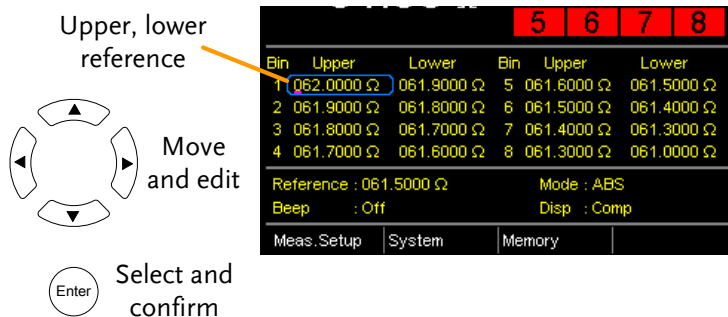 Upper, lower
reference
5 6 7 8
Bin Upper Lower Bin Upper Lower
1 062.0000 Ω 061.9000 Ω 5 061.6000 Ω 061.5000 Ω
2 061.9000 Ω 061.8000 Ω 6 061.5000 Ω 061.4000 Ω
3 061.8000 Ω 061.7000 Ω 7 061.4000 Ω 061.3000 Ω
4 061.7000 Ω 061.6000 Ω 8 061.3000 Ω 061.0000 Ω
Reference : 061.5000 Ω Mode : ABS
Beep : Off Disp : Comp
Meas.Setup System Memory
Move
and edit
Enter
Select and
confirm